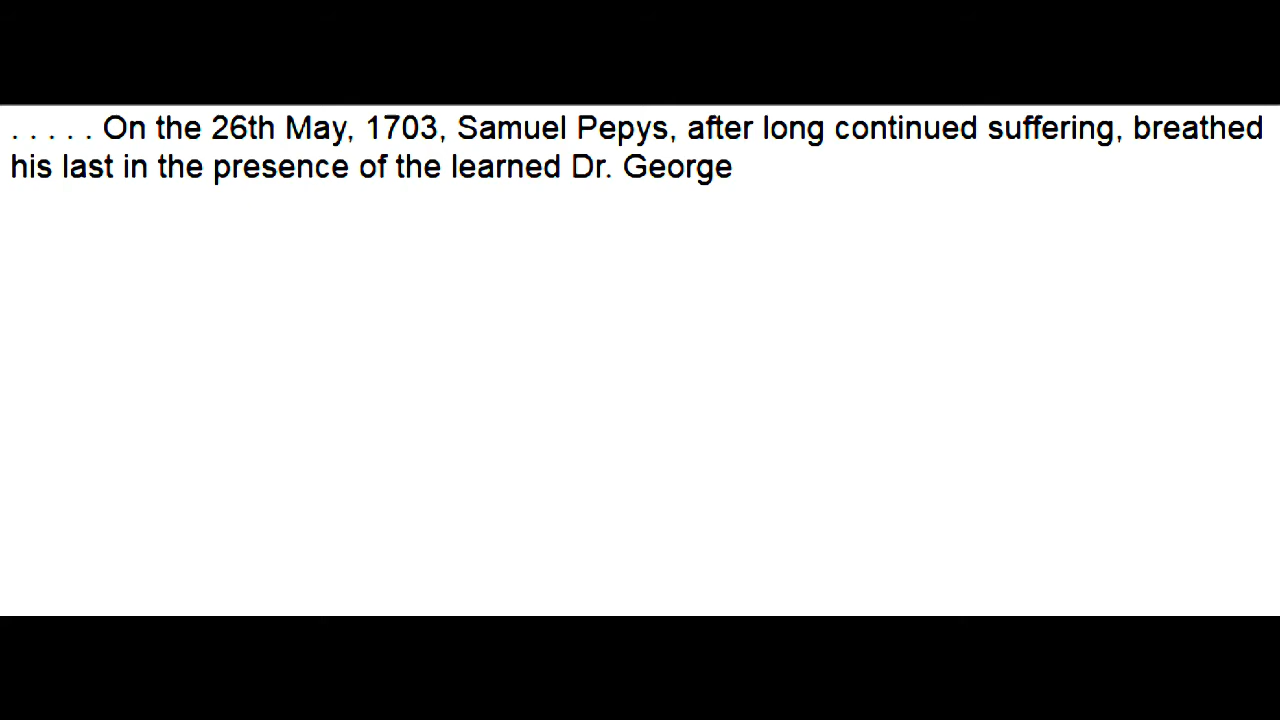 . . . . . On the 26th May, 1703, Samuel Pepys, after long continued suffering, breathed
his last in the presence of the learned Dr. George